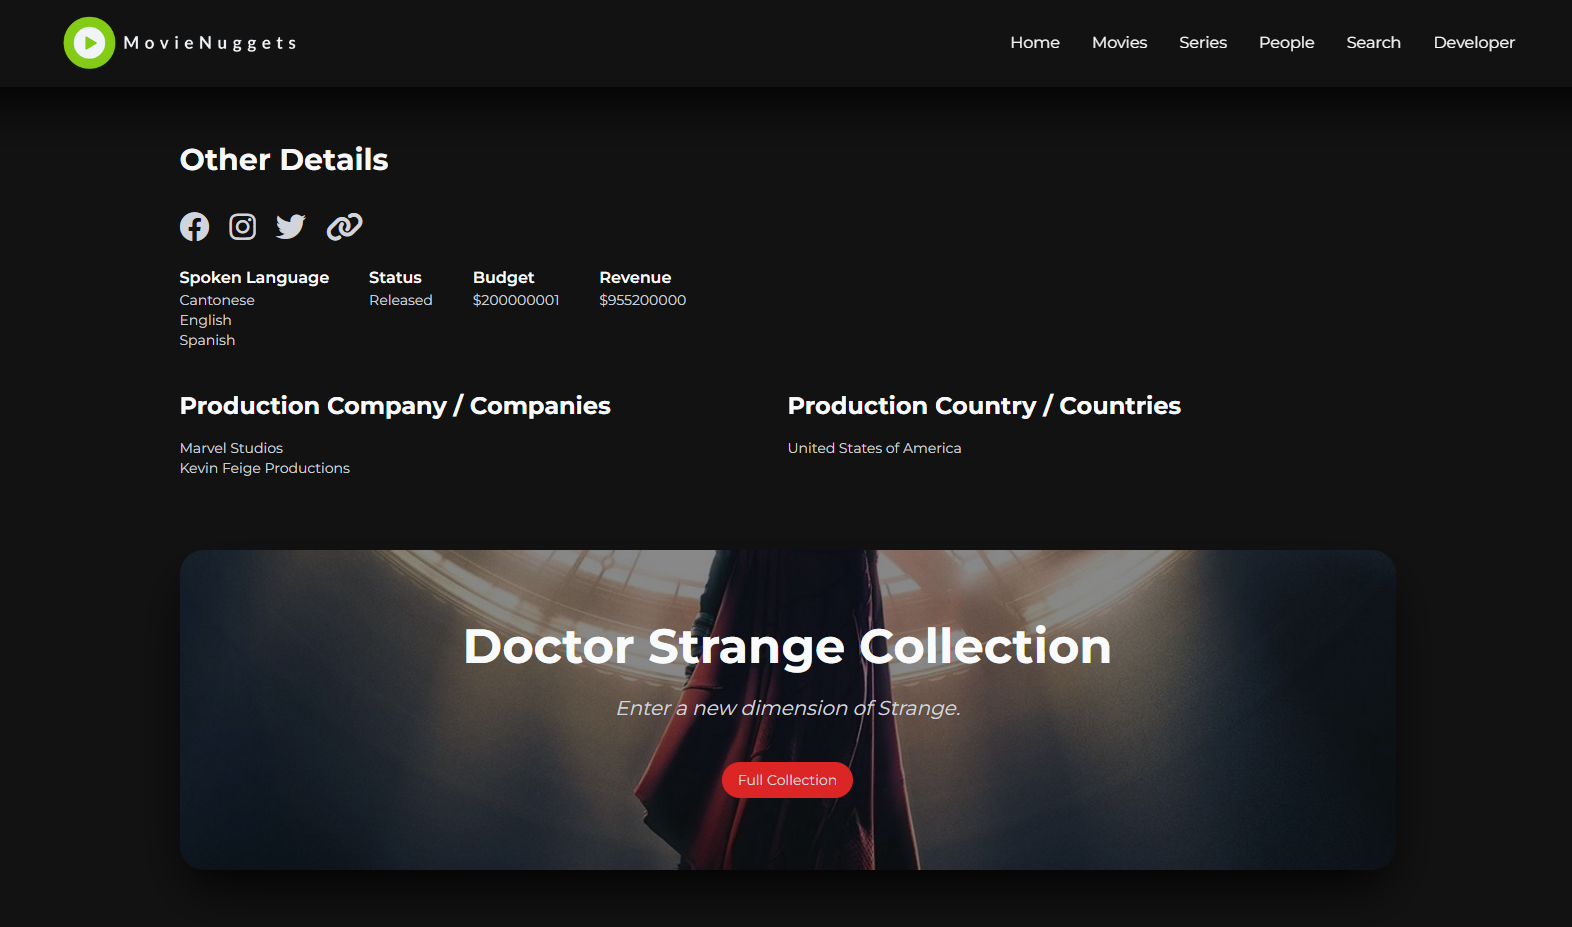 MovieNuggets
Home Movies Series People Search Developer
Other Details
Spoken Language Status Budget Revenue
Cantonese Released $200000001 $955200000
English
Spanish
Production Company / Companies Production Country / Countries
Marvel Studios United States of America
Kevin Feige Productions
Doctor Strange Collection
Enter a new dimension of Strange.
Full Collection